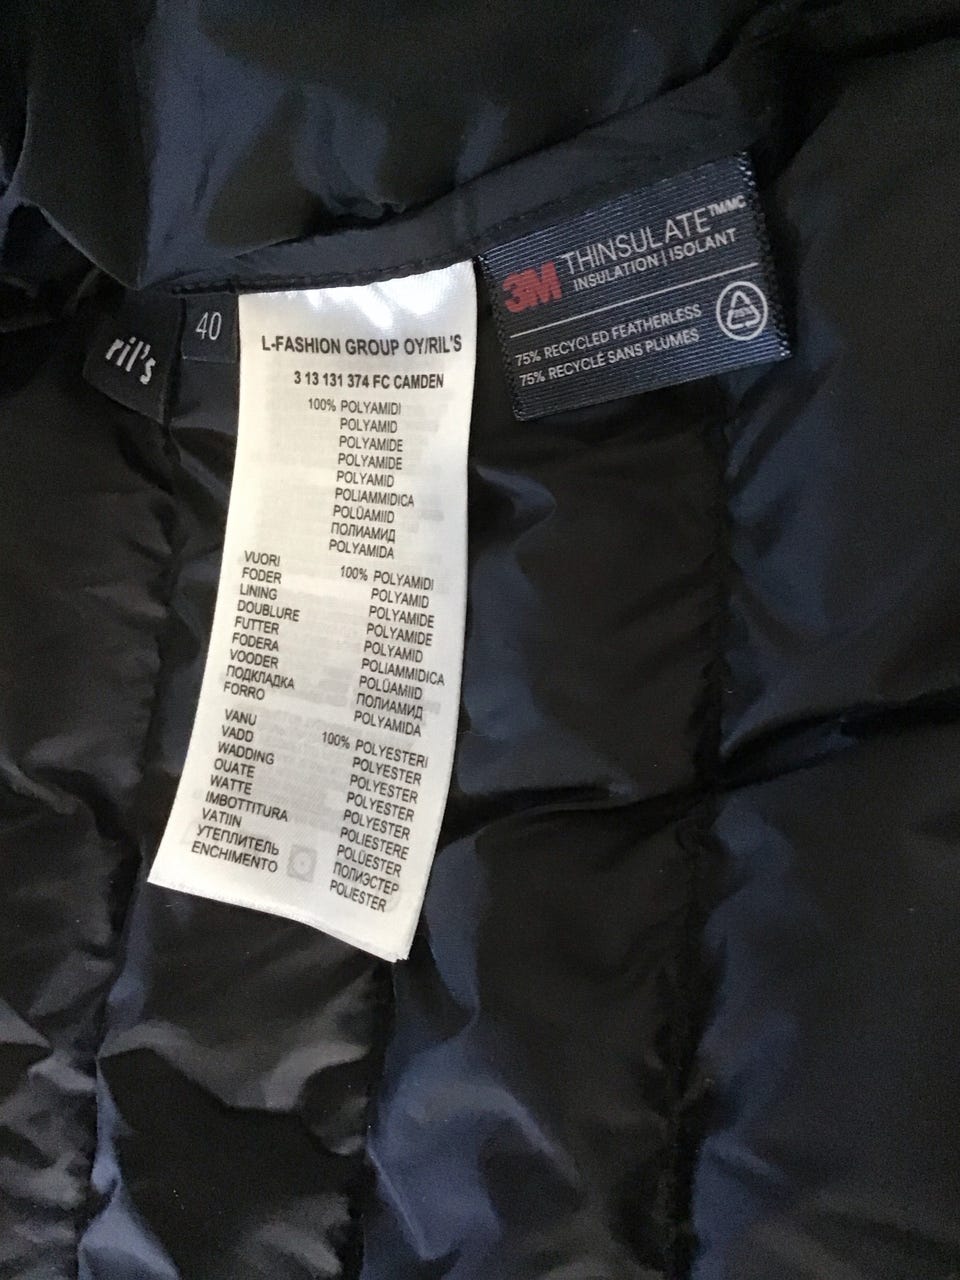 ril's
40
L-FASHION GROUP OY/RIL'S
3 13 131 374 FC CAMDEN
100% POLYAMIDI
POLYAMID
POLYAMIDE
POLYAMIDE
POLYAMID
POLIAMMIDICA
POLÜAMIID
ПОЛИАМИД
POLYAMIDA
VUORI 100% POLYAMIDI
FODER POLYAMID
LINING POLYAMIDE
DOUBLURE POLYAMIDE
FUTTER POLYAMID
FODERA POLIAMMIDICA
VOODER POLÜAMIID
ПОДКЛАДКА ПОЛИАМИД
FORRO POLYAMIDA
VANU 100% POLYESTERI
VADD POLYESTER
WADDING POLYESTER
OUATE POLYESTER
WATTE POLYESTER
IMBOTTITURA POLIESTERE
VATIIN POLÜESTER
УТЕПЛИТЕЛЬ ПОЛИЭСТЕР
ENCHIMENTO POLIESTER
3M THINSULATE™/MC
INSULATION | ISOLANT
75% RECYCLED FEATHERLESS
75% RECYCLÉ SANS PLUMES